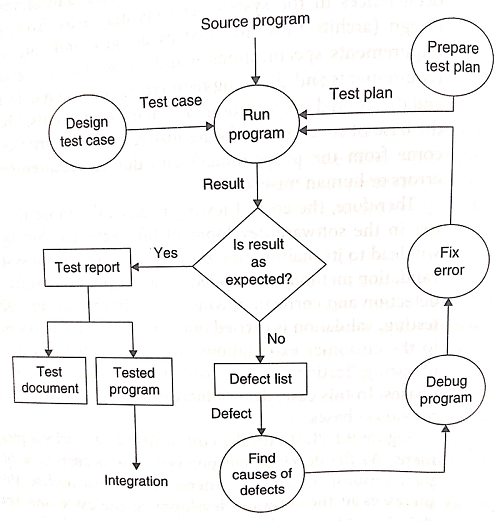 Source program
Prepare
test plan
Test case
Test plan
Design
test case
Run
program
Result
Is result
as
expected?
Yes
Test report
No
Fix
error
Test
document
Tested
program
Defect list
Debug
program
Defect
Find
causes of
defects
Integration